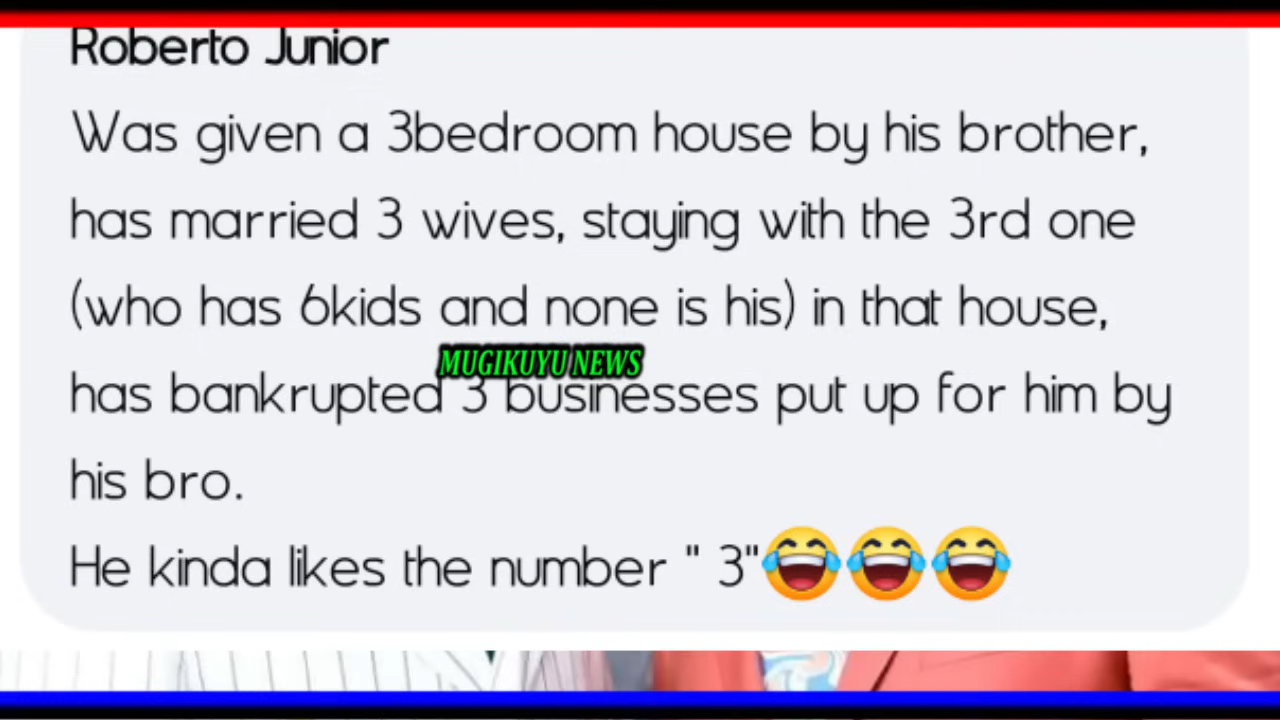 Roberto Junior
Was given a 3bedroom house by his brother,
has married 3 wives, staying with the 3rd one
(who has 6kids and none is his) in that house,
MUGIKUYU NEWS
has bankrupted 3 businesses put up for him by
his bro.
He kinda likes the number " 3"😂😂😂